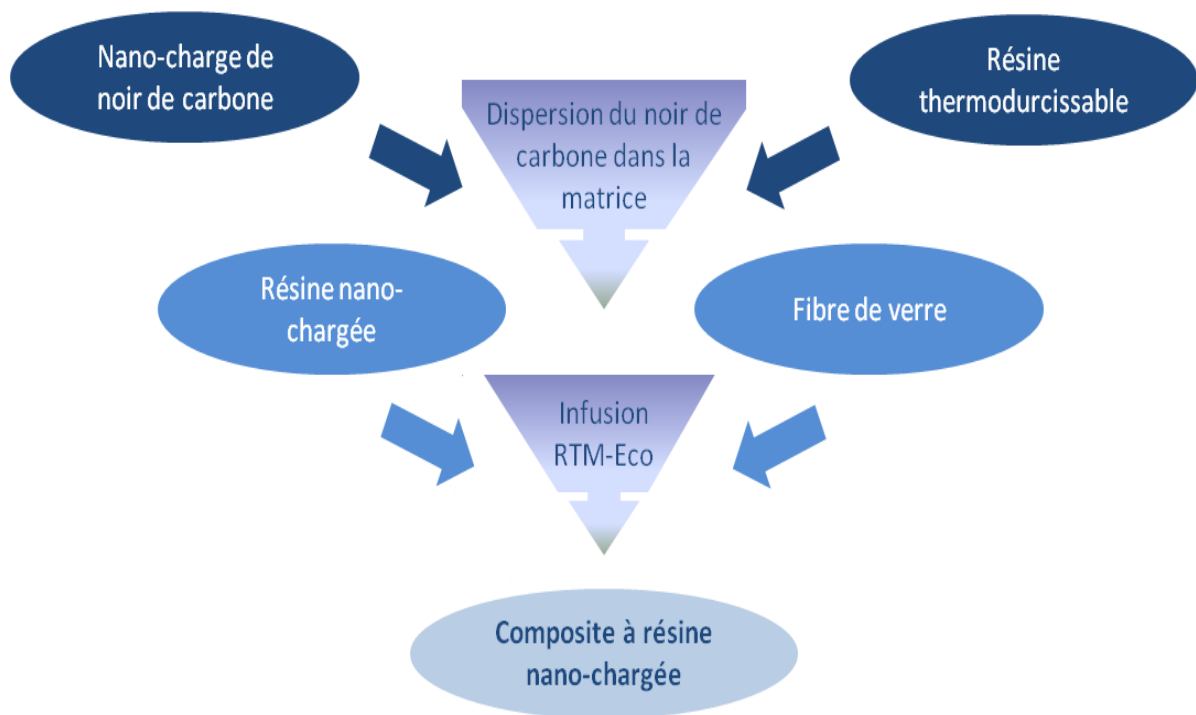 Nano-charge de
noir de carbone
Résine
thermodurcissable
Dispersion du noir de
carbone dans la
matrice
Résine nano-
chargée
Fibre de verre
Infusion
RTM-Eco
Composite à résine
nano-chargée